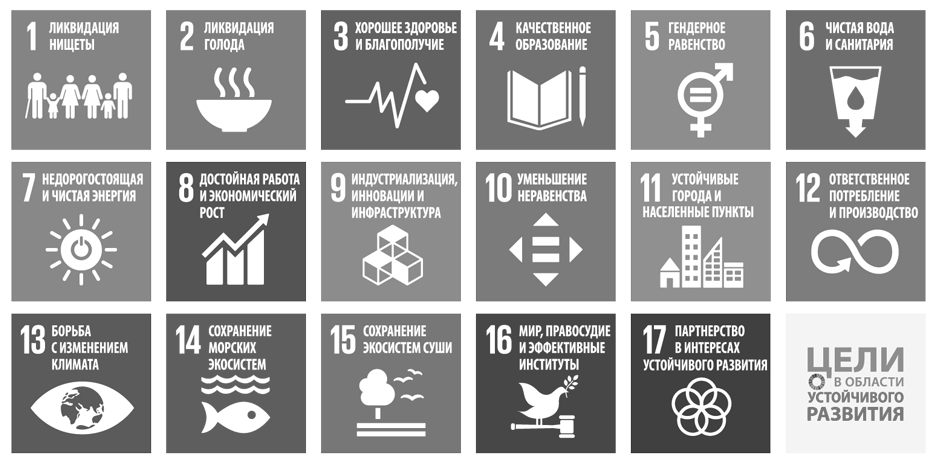 1 ЛИКВИДАЦИЯ
НИЩЕТЫ
2 ЛИКВИДАЦИЯ
ГОЛОДА
3 ХОРОШЕЕ ЗДОРОВЬЕ
И БЛАГОПОЛУЧИЕ
4 КАЧЕСТВЕННОЕ
ОБРАЗОВАНИЕ
5 ГЕНДЕРНОЕ
РАВЕНСТВО
6 ЧИСТАЯ ВОДА
И САНИТАРИЯ
7 НЕДОРОГОСТОЯЩАЯ
И ЧИСТАЯ ЭНЕРГИЯ
8 ДОСТОЙНАЯ РАБОТА
И ЭКОНОМИЧЕСКИЙ
РОСТ
9 ИНДУСТРИАЛИЗАЦИЯ,
ИННОВАЦИИ И
ИНФРАСТРУКТУРА
10 УМЕНЬШЕНИЕ
НЕРАВЕНСТВА
11 УСТОЙЧИВЫЕ
ГОРОДА И
НАСЕЛЕННЫЕ ПУНКТЫ
12 ОТВЕТСТВЕННОЕ
ПОТРЕБЛЕНИЕ
И ПРОИЗВОДСТВО
13 БОРЬБА
С ИЗМЕНЕНИЕМ
КЛИМАТА
14 СОХРАНЕНИЕ
МОРСКИХ
ЭКОСИСТЕМ
15 СОХРАНЕНИЕ
ЭКОСИСТЕМ СУШИ
16 МИР, ПРАВОСУДИЕ
И ЭФФЕКТИВНЫЕ
ИНСТИТУТЫ
17 ПАРТНЕРСТВО
В ИНТЕРЕСАХ
УСТОЙЧИВОГО РАЗВИТИЯ
ЦЕЛИ
В ОБЛАСТИ
УСТОЙЧИВОГО
РАЗВИТИЯ